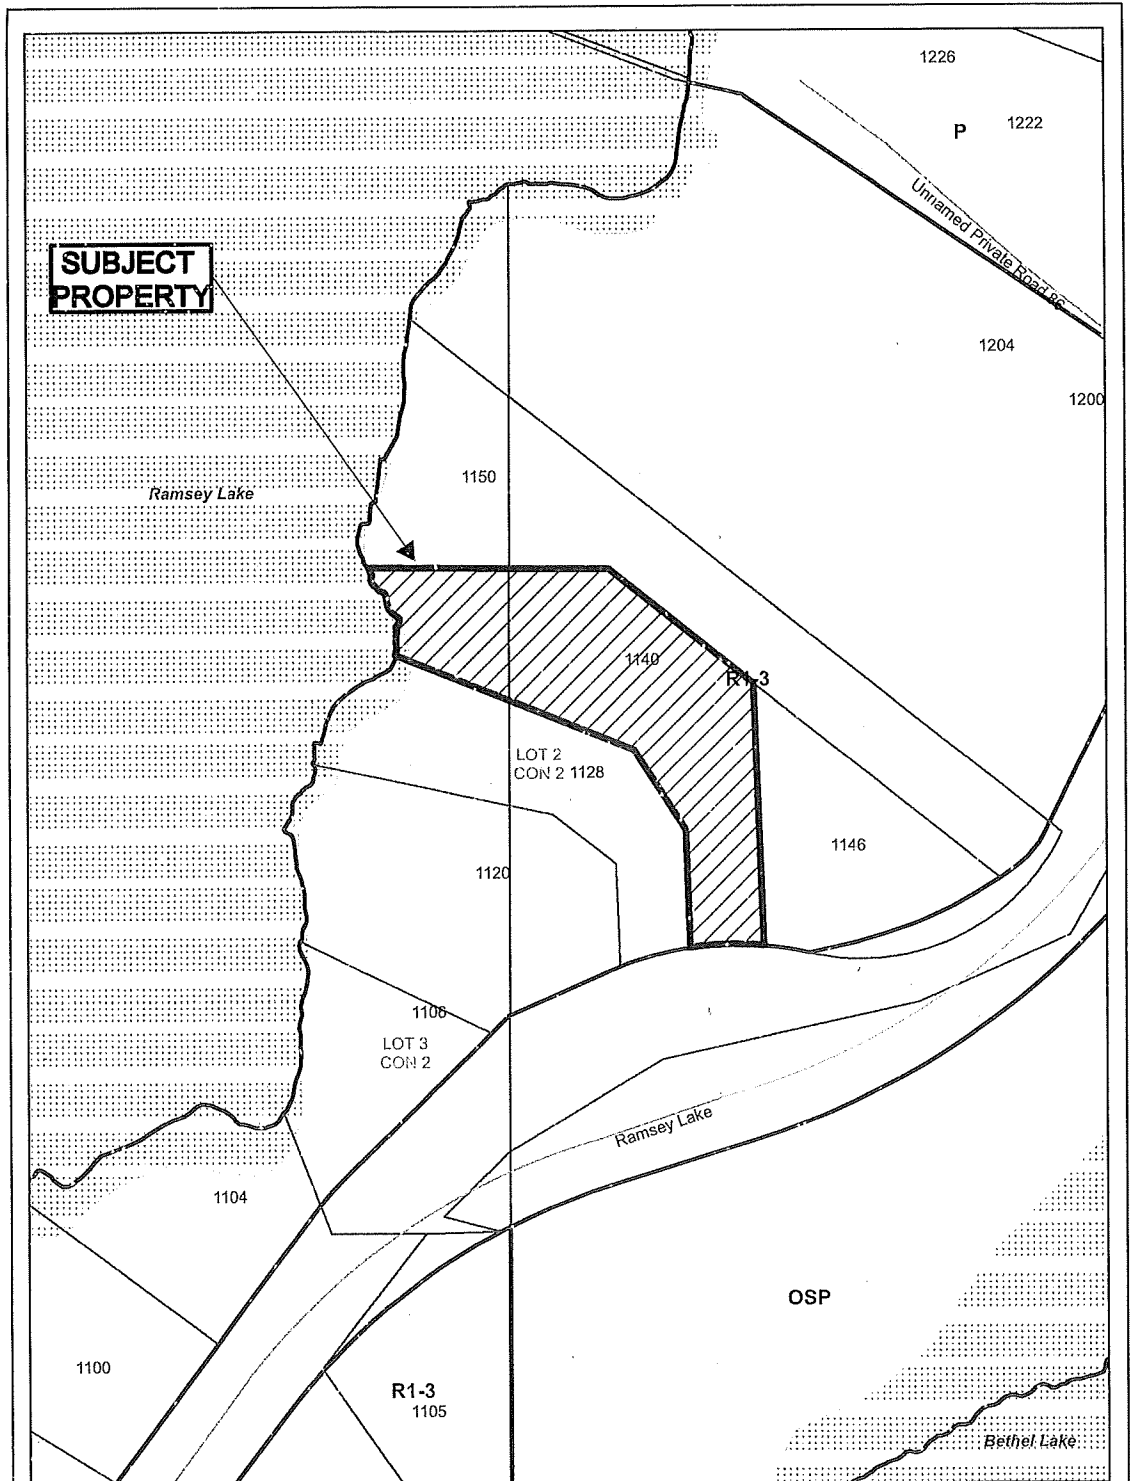 1226
P 1222
Unnamed Private Road 86
SUBJECT
PROPERTY
1204
1200
1150
Ramsey Lake
1140
R1-3
LOT 2
CON 2 1128
1146
1120
1106
LOT 3
CON 2
Ramsey Lake
1104
OSP
1100
R1-3
1105
Bethel Lake